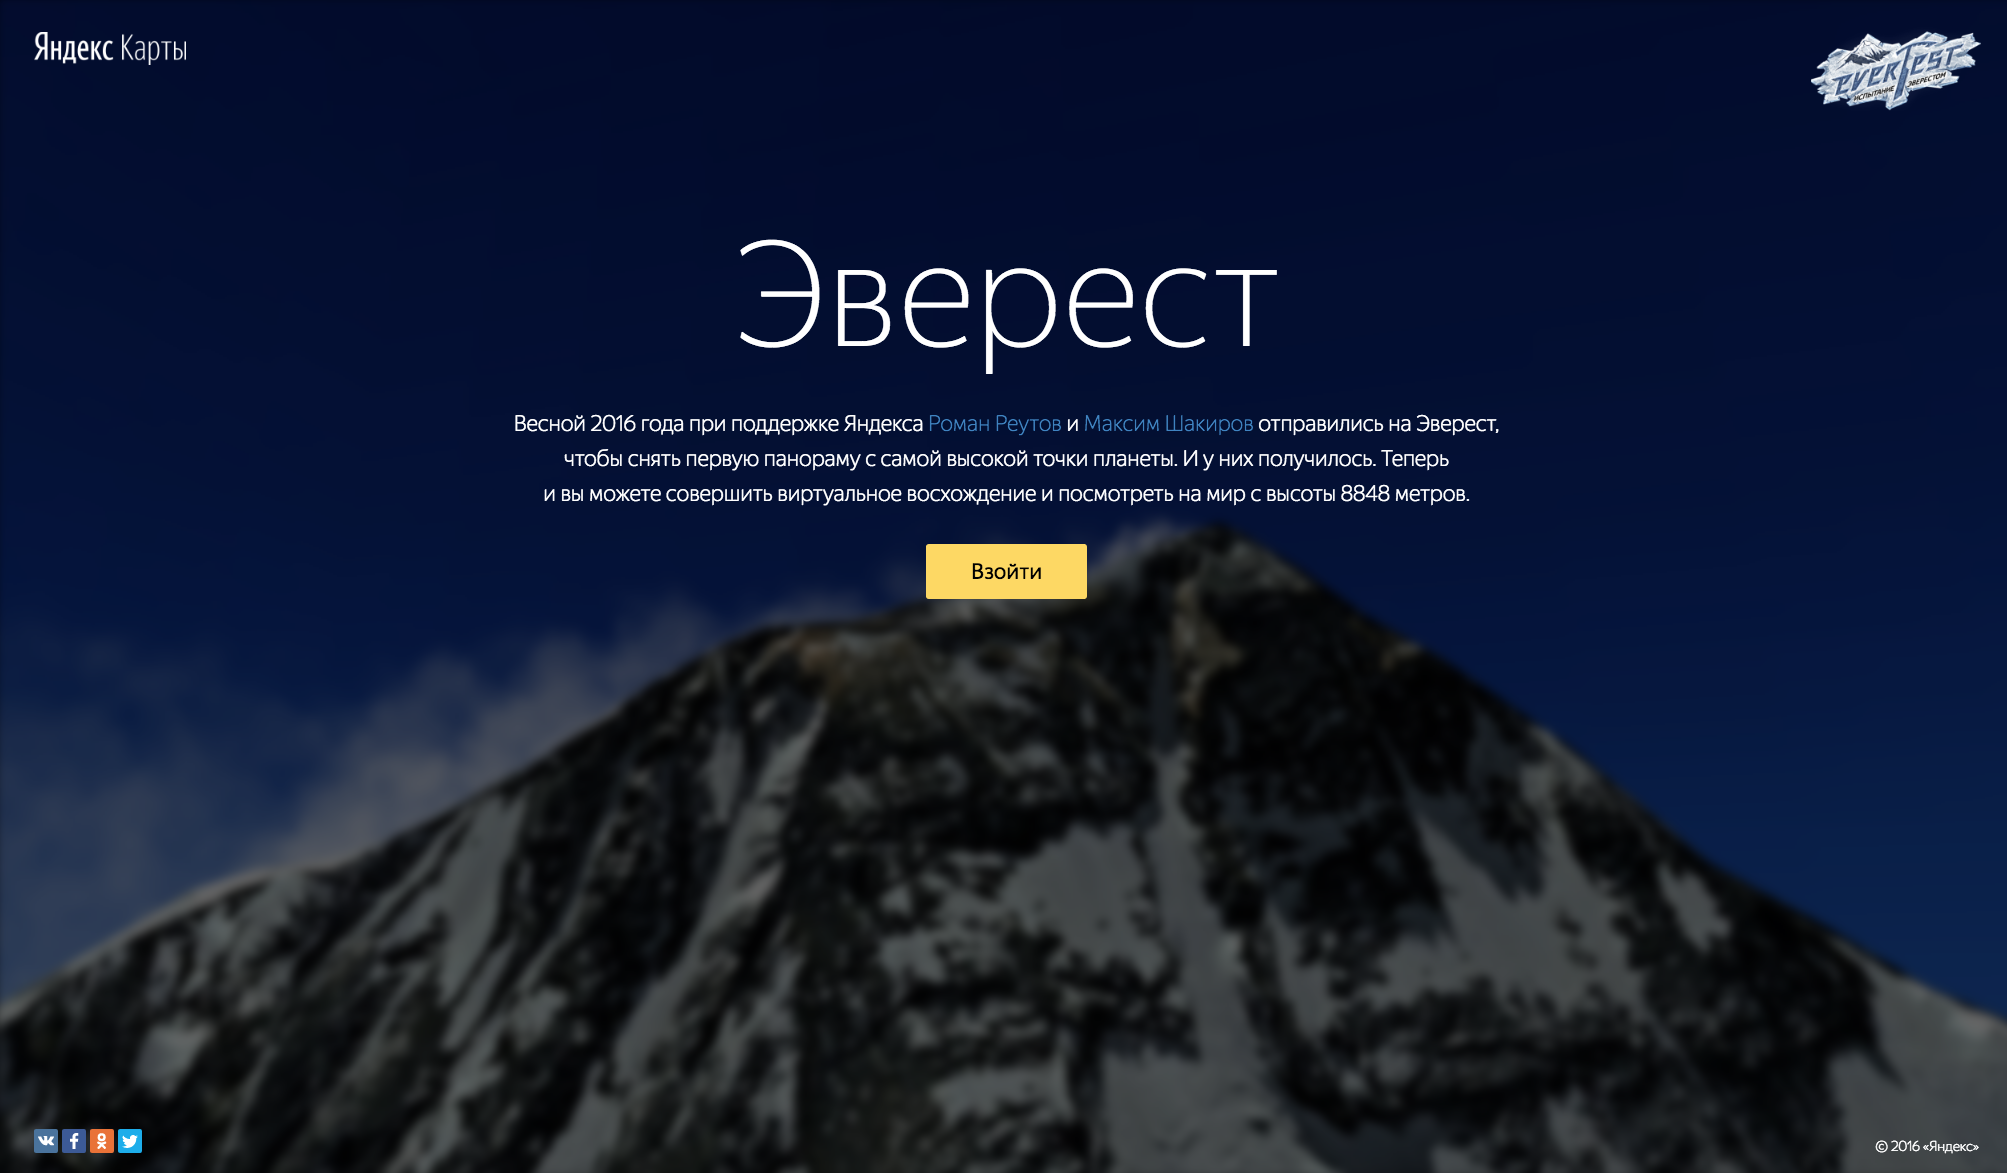 Яндекс Карты
everTest
ИСПЫТАНИЕ ЭВЕРЕСТОМ
Эверест
Весной 2016 года при поддержке Яндекса Роман Реутов и Максим Шакиров отправились на Эверест,
чтобы снять первую панораму с самой высокой точки планеты. И у них получилось. Теперь
и вы можете совершить виртуальное восхождение и посмотреть на мир с высоты 8848 метров.
Взойти
© 2016 «Яндекс»